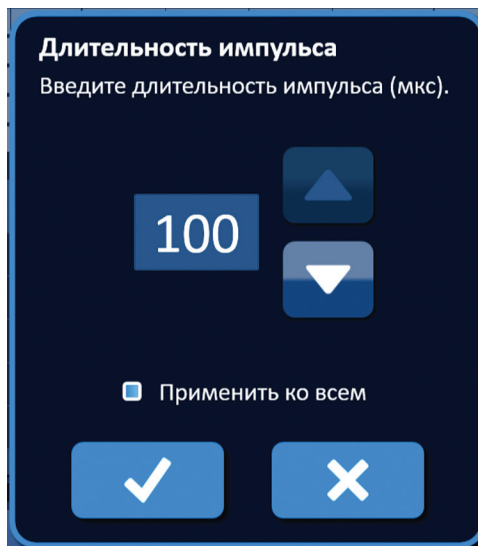 Длительность импульса
Введите длительность импульса (мкс).
100
Применить ко всем